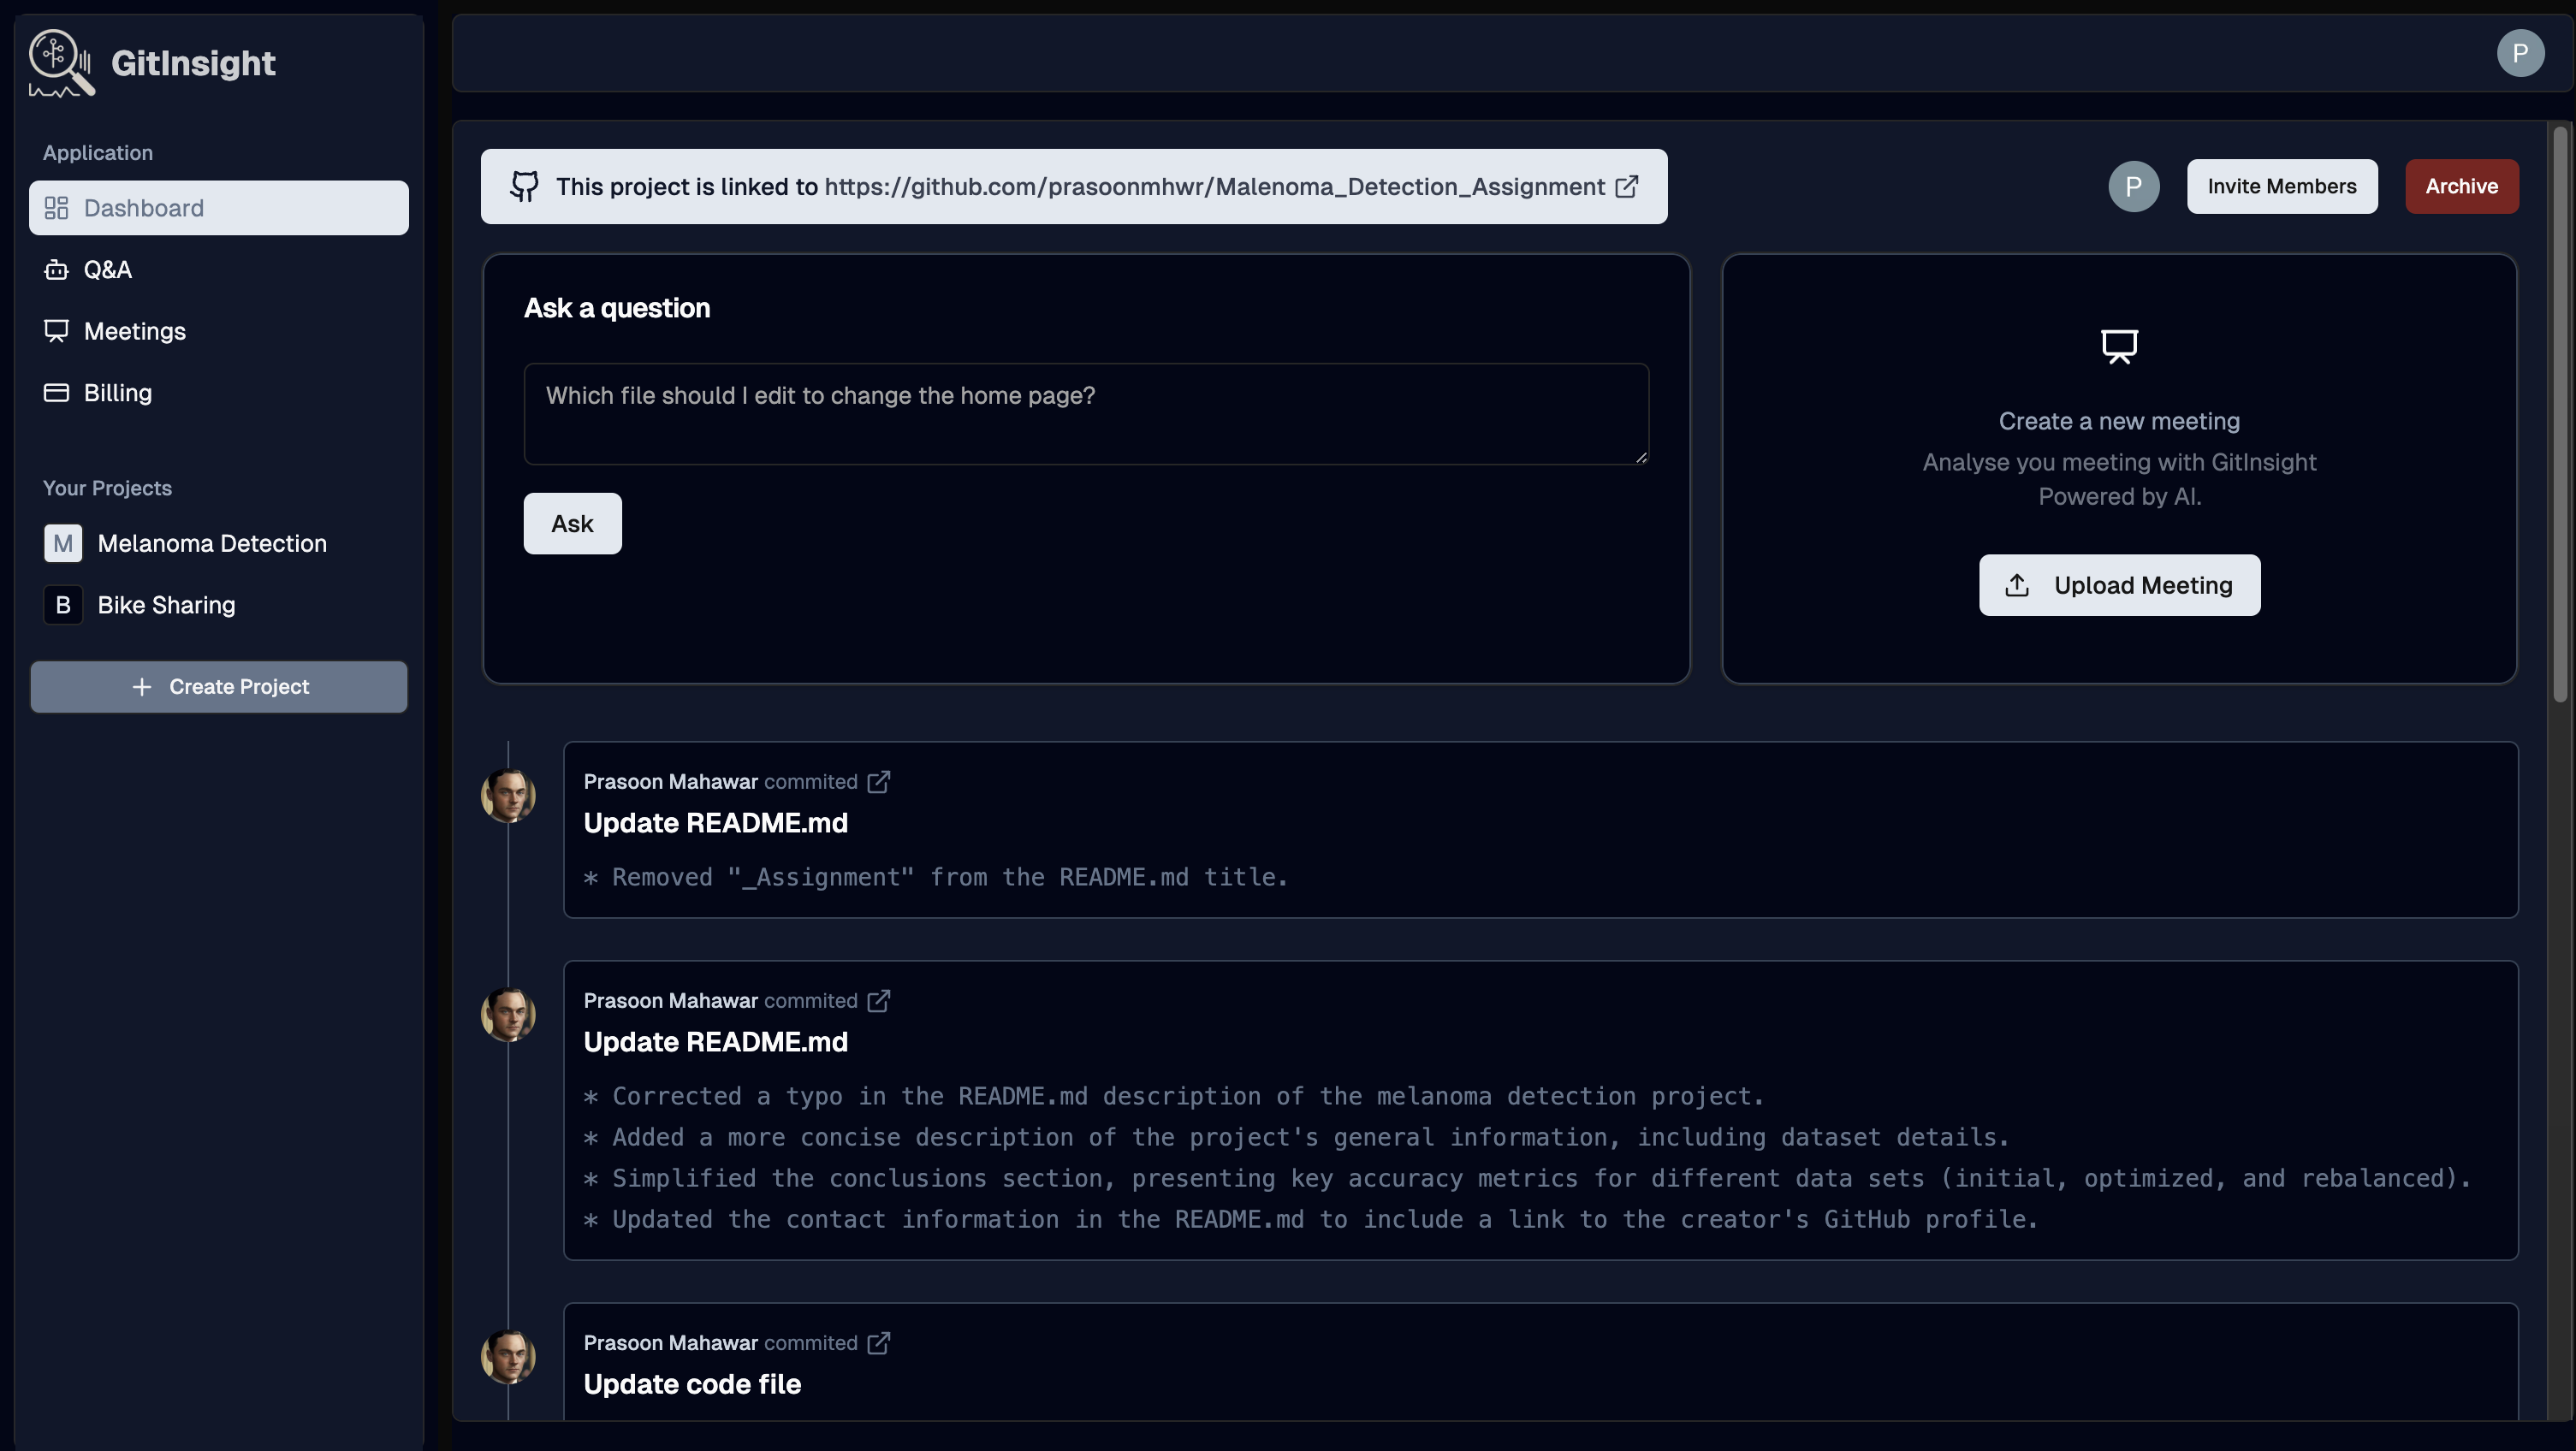 GitInsight
Application
Dashboard
Q&A
Meetings
Billing
Your Projects
M Melanoma Detection
B Bike Sharing
Create Project
P
This project is linked to https://github.com/prasoonmhwr/Malenoma_Detection_Assignment
P
Invite Members
Archive
Ask a question
Which file should I edit to change the home page?
Ask
Create a new meeting
Analyse you meeting with GitInsight
Powered by AI.
Upload Meeting
Prasoon Mahawar commited
Update README.md
* Removed "_Assignment" from the README.md title.
Prasoon Mahawar commited
Update README.md
* Corrected a typo in the README.md description of the melanoma detection project.
* Added a more concise description of the project's general information, including dataset details.
* Simplified the conclusions section, presenting key accuracy metrics for different data sets (initial, optimized, and rebalanced).
* Updated the contact information in the README.md to include a link to the creator's GitHub profile.
Prasoon Mahawar commited
Update code file